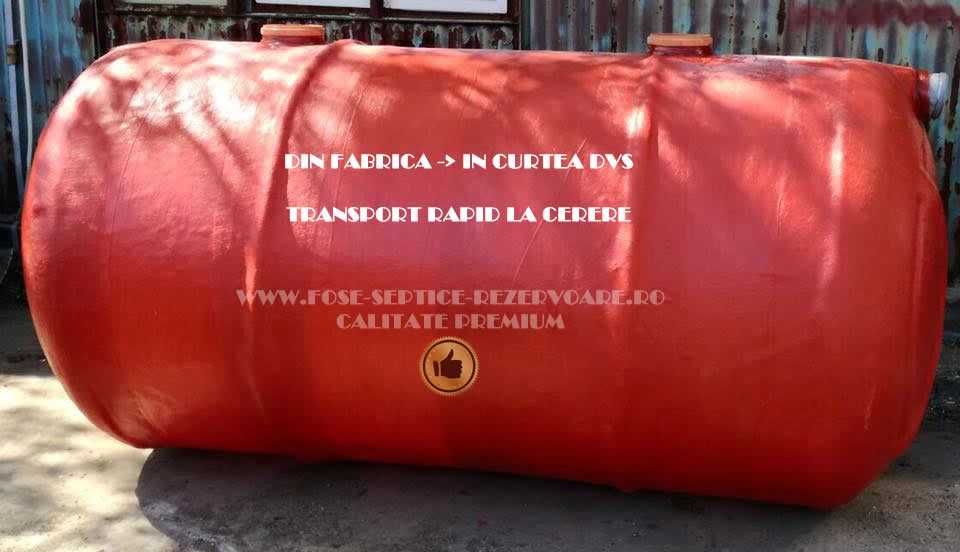 DIN FABRICA -> IN CURTEA DVS
TRANSPORT RAPID LA CERERE
WWW.FOSE-SEPTICE-REZERVOARE.RO
CALITATE PREMIUM